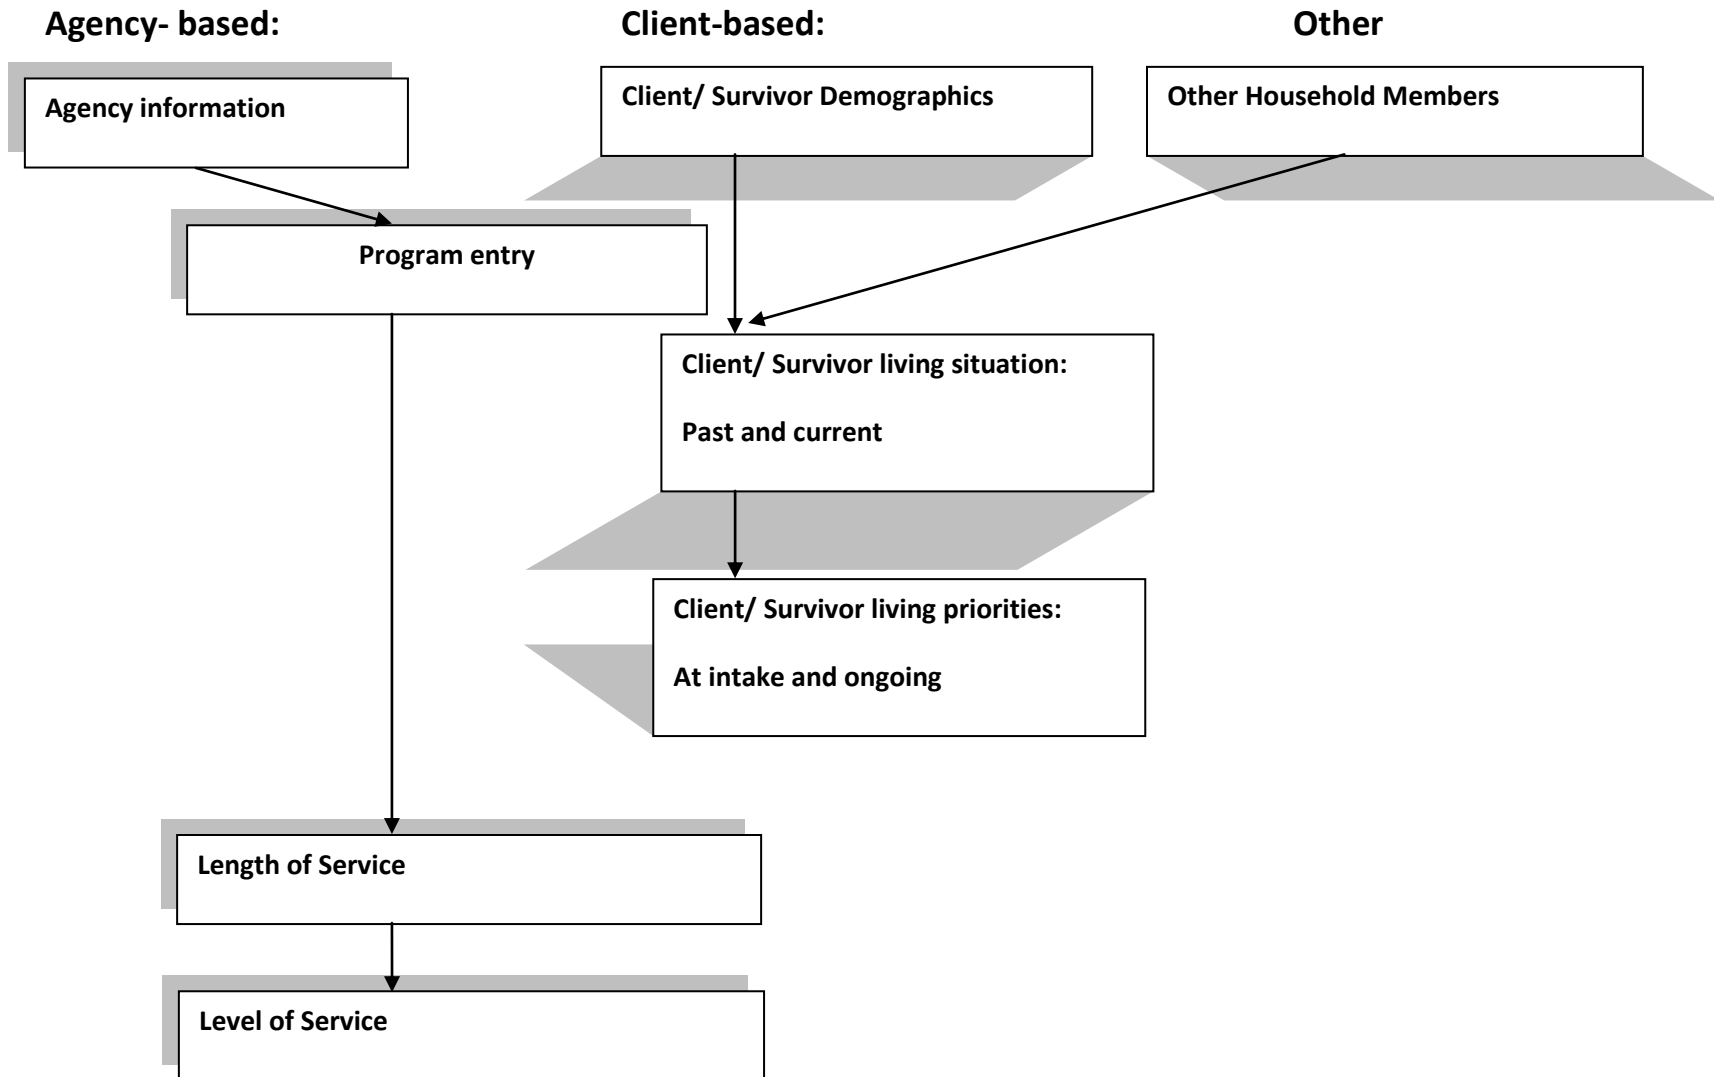 Agency- based:
Client-based:
Other
Agency information
Client/ Survivor Demographics
Other Household Members
Program entry
Client/ Survivor living situation:
Past and current
Client/ Survivor living priorities:
At intake and ongoing
Length of Service
Level of Service